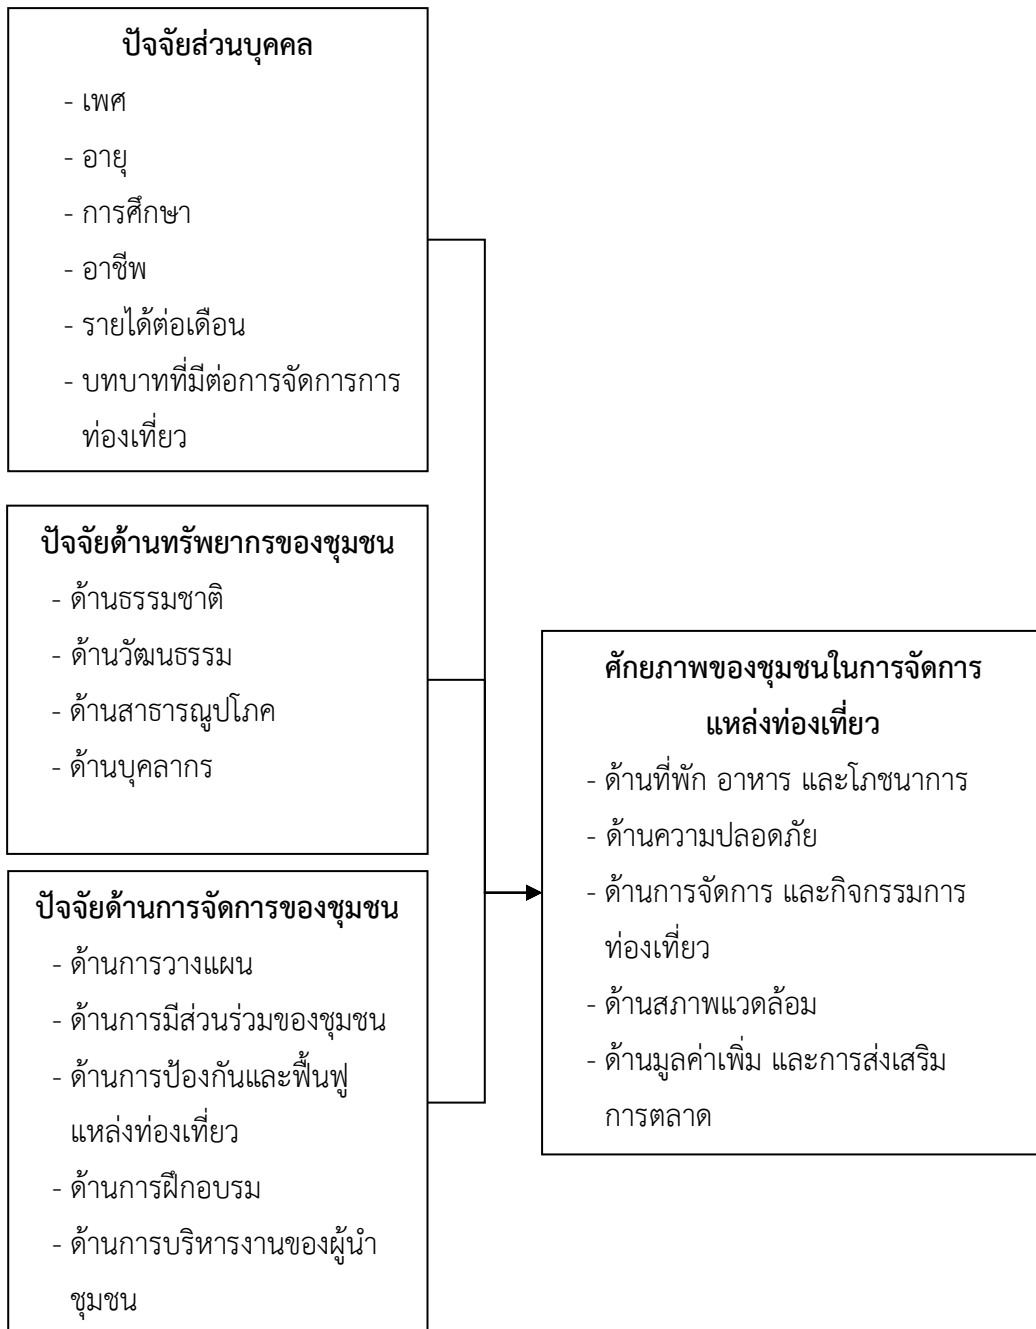 ปัจจัยส่วนบุคคล
- เพศ
- อายุ
- การศึกษา
- อาชีพ
- รายได้ต่อเดือน
- บทบาทที่มีต่อการจัดการการ
ท่องเที่ยว
ปัจจัยด้านทรัพยากรของชุมชน
- ด้านธรรมชาติ
- ด้านวัฒนธรรม
- ด้านสาธารณูปโภค
- ด้านบุคลากร
ปัจจัยด้านการจัดการของชุมชน
- ด้านการวางแผน
- ด้านการมีส่วนร่วมของชุมชน
- ด้านการป้องกันและฟื้นฟู
แหล่งท่องเที่ยว
- ด้านการฝึกอบรม
- ด้านการบริหารงานของผู้นำ
ชุมชน
ศักยภาพของชุมชนในการจัดการ
แหล่งท่องเที่ยว
- ด้านที่พัก อาหาร และโภชนาการ
- ด้านความปลอดภัย
- ด้านการจัดการ และกิจกรรมการ
ท่องเที่ยว
- ด้านสภาพแวดล้อม
- ด้านมูลค่าเพิ่ม และการส่งเสริม
การตลาด